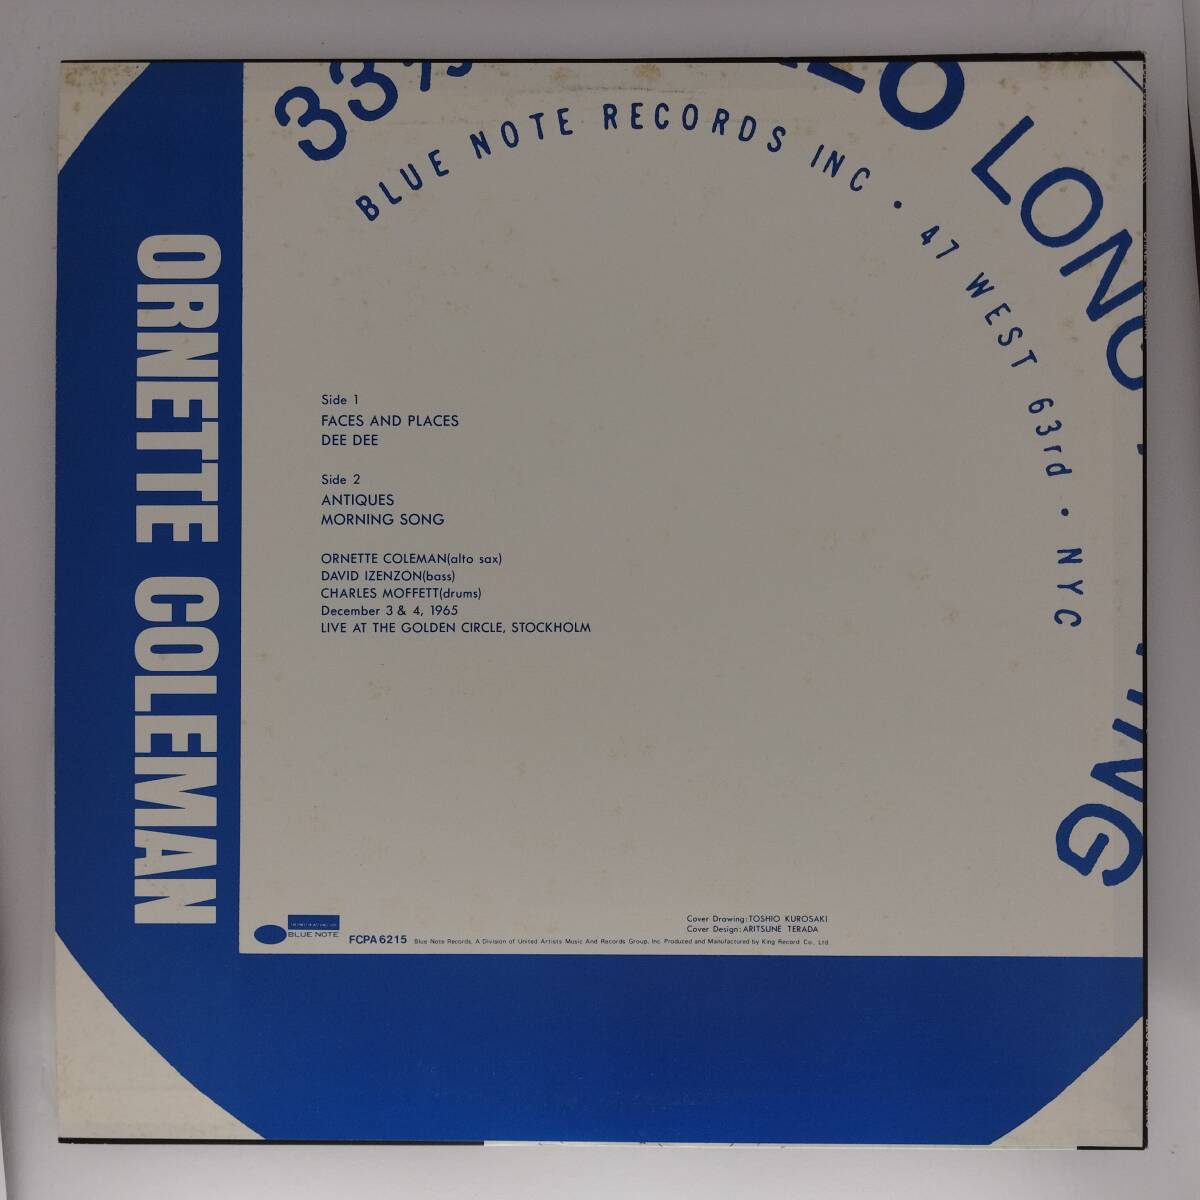 33⅓
LONG
BLUE NOTE RECORDS INC • 47 WEST 63rd • NYC
ORNETTE COLEMAN
Side 1
FACES AND PLACES
DEE DEE
Side 2
ANTIQUES
MORNING SONG
ORNETTE COLEMAN(alto sax)
DAVID IZENZON(bass)
CHARLES MOFFETT(drums)
December 3 & 4, 1965
LIVE AT THE GOLDEN CIRCLE, STOCKHOLM
Cover Drawing:TOSHIO KUROSAKI
Cover Design:ARITSUNE TERADA
BLUE NOTE
FCPA 6215 Blue Note Records, A Division of United Artists Music And Records Group, Inc. Produced and Manufactured by King Record Co., Ltd.